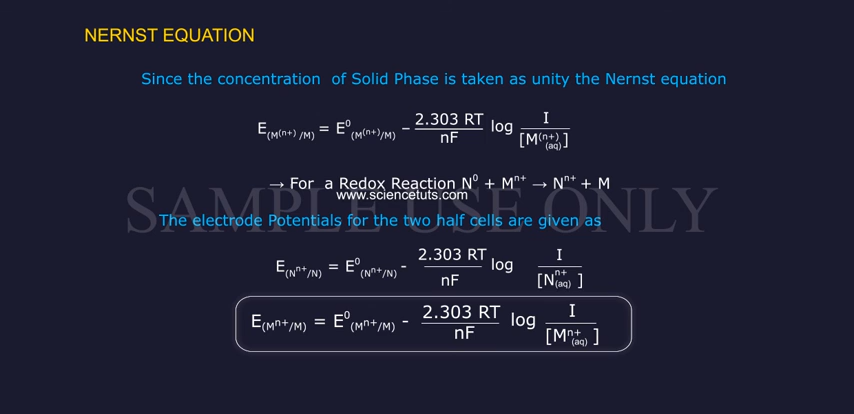 NERNST EQUATION
Since the concentration of Solid Phase is taken as unity the Nernst equation
E(M(n+) /M) = E⁰(M(n+)/M) – 2.303 RT / nF log I / [M(n+)(aq)]
→ For a Redox Reaction N⁰ + Mⁿ⁺ → Nⁿ⁺ + M
www.sciencetuts.com
SAMPLE USE ONLY
The electrode Potentials for the two half cells are given as
E(Nⁿ⁺/N) = E⁰(Nⁿ⁺/N) - 2.303 RT / nF log I / [Nⁿ⁺(aq) ]
E(Mⁿ⁺/M) = E⁰(Mⁿ⁺/M) - 2.303 RT / nF log I / [Mⁿ⁺(aq) ]